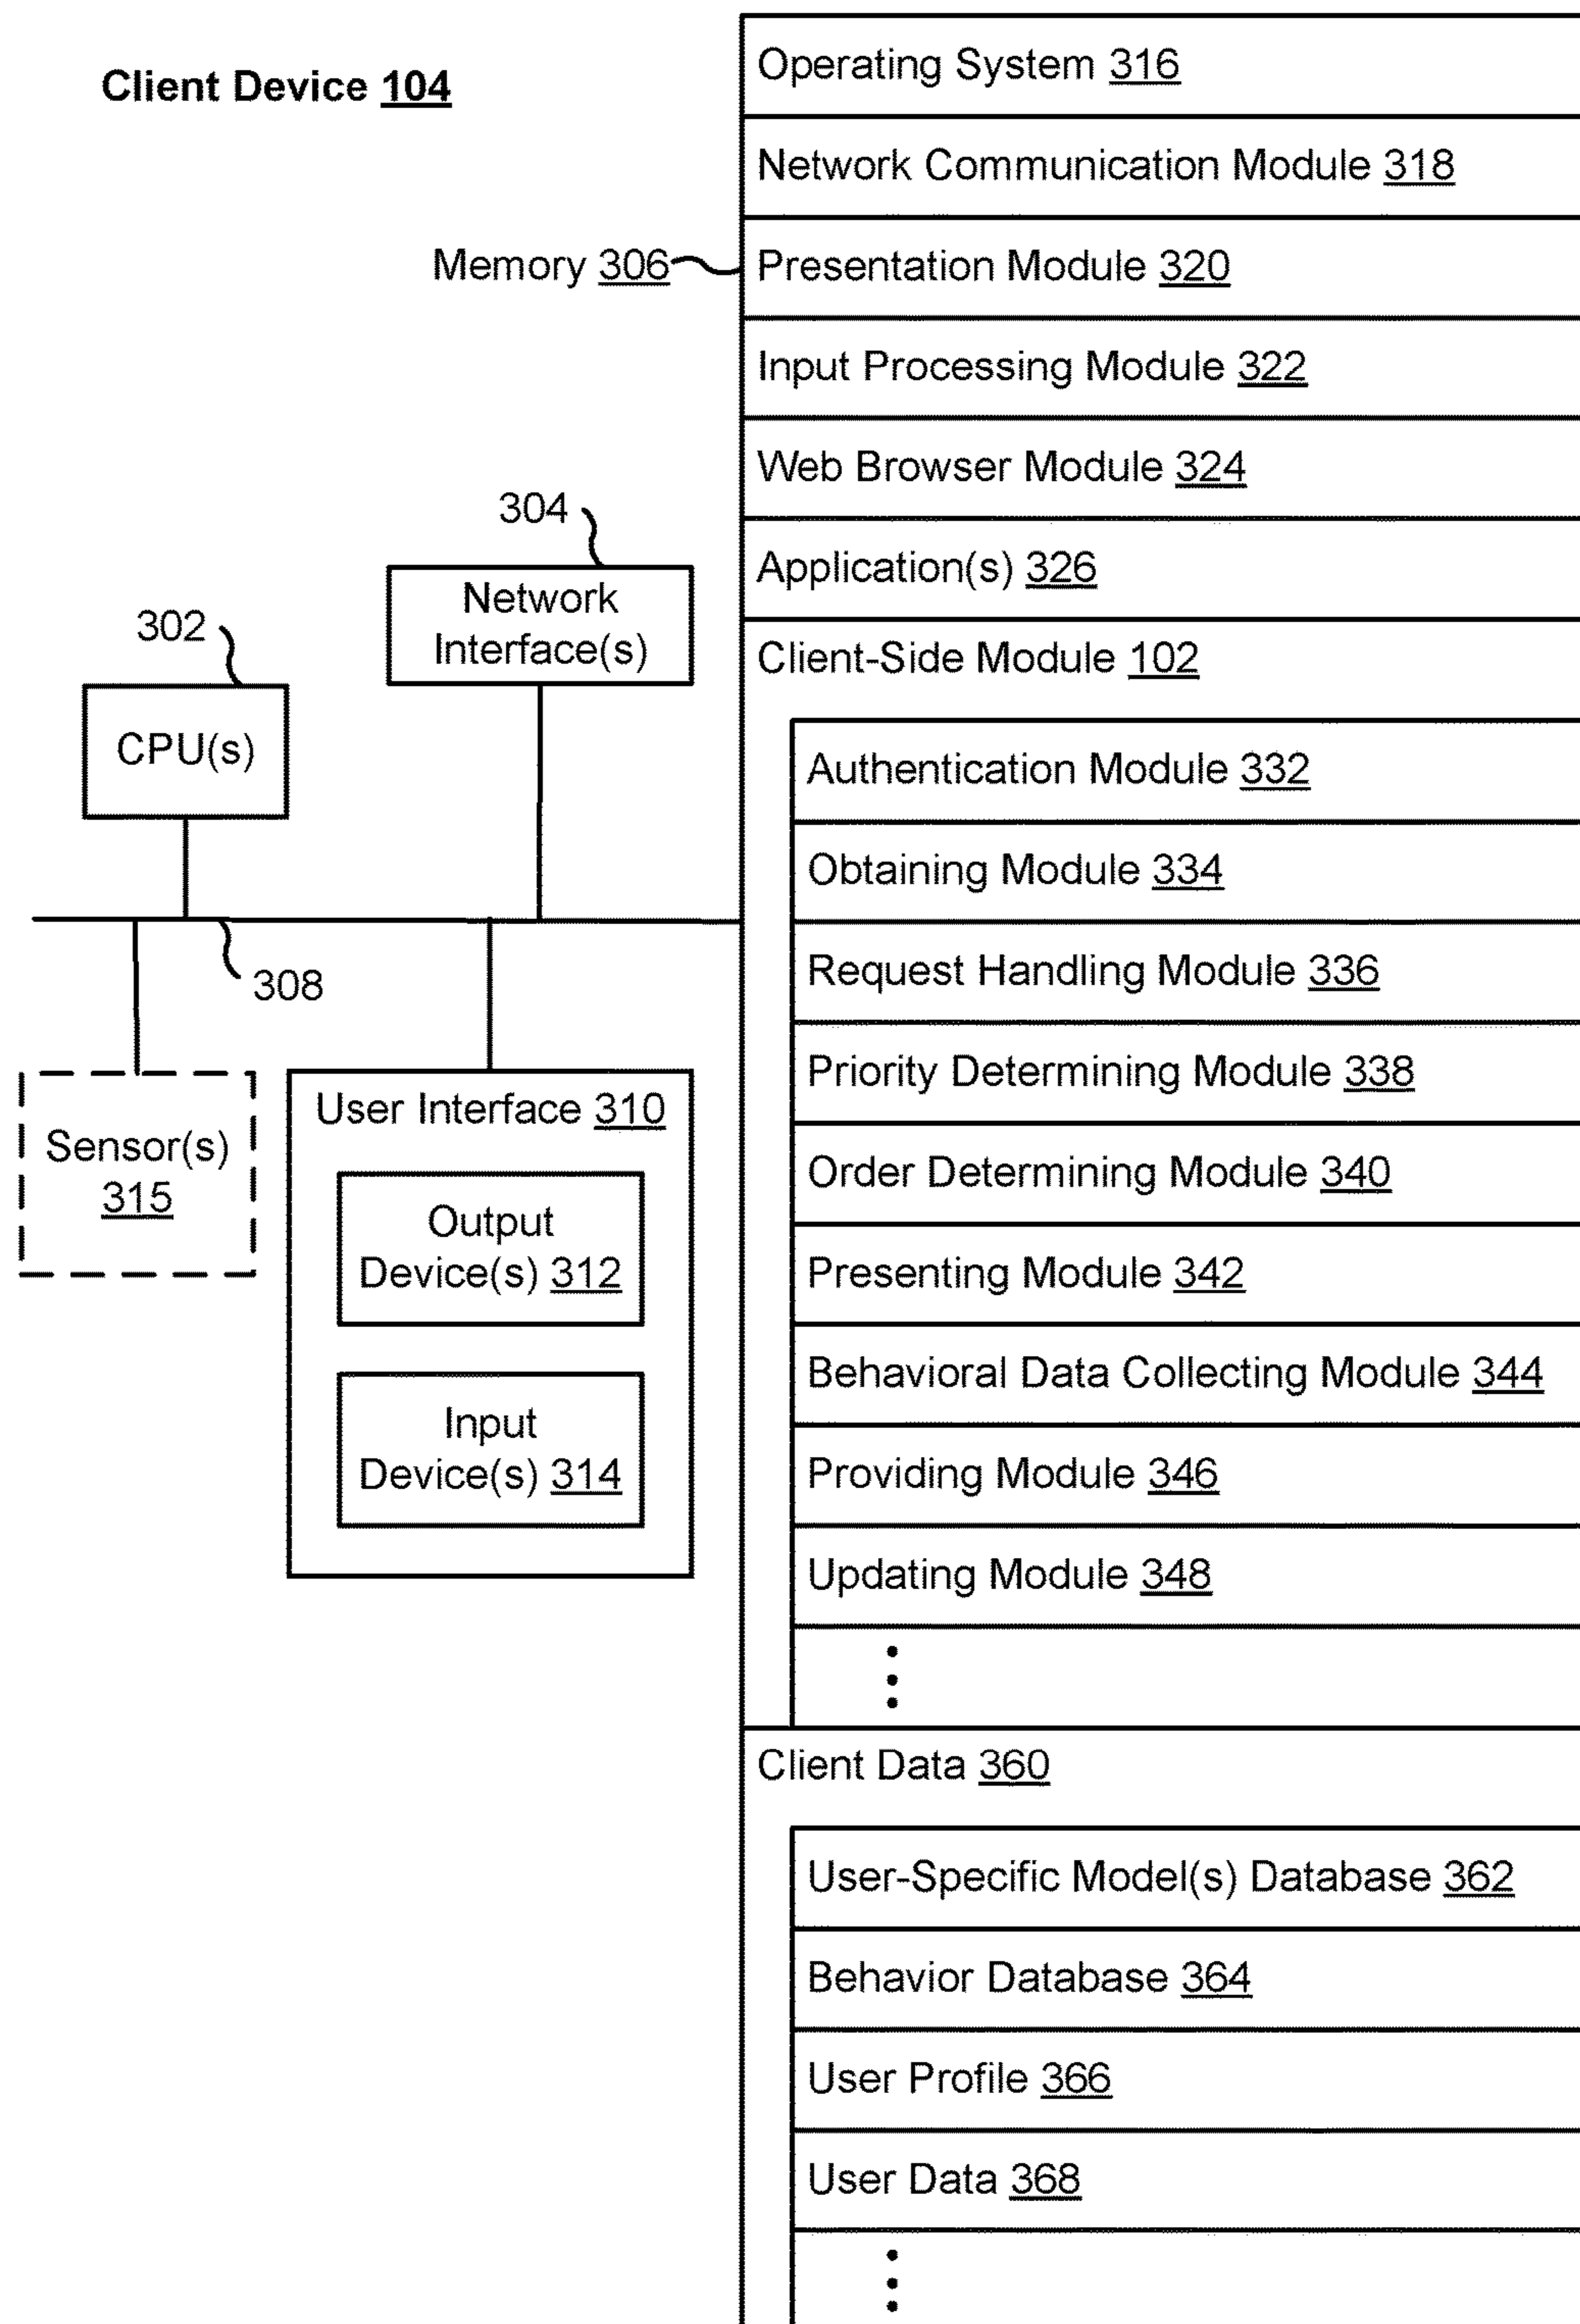 Client Device 104
Operating System 316
Network Communication Module 318
Memory 306
Presentation Module 320
Input Processing Module 322
Web Browser Module 324
Application(s) 326
Client-Side Module 102
Authentication Module 332
Obtaining Module 334
Request Handling Module 336
Priority Determining Module 338
Order Determining Module 340
Presenting Module 342
Behavioral Data Collecting Module 344
Providing Module 346
Updating Module 348
Client Data 360
User-Specific Model(s) Database 362
Behavior Database 364
User Profile 366
User Data 368
304
Network
Interface(s)
302
CPU(s)
308
Sensor(s)
315
User Interface 310
Output
Device(s) 312
Input
Device(s) 314